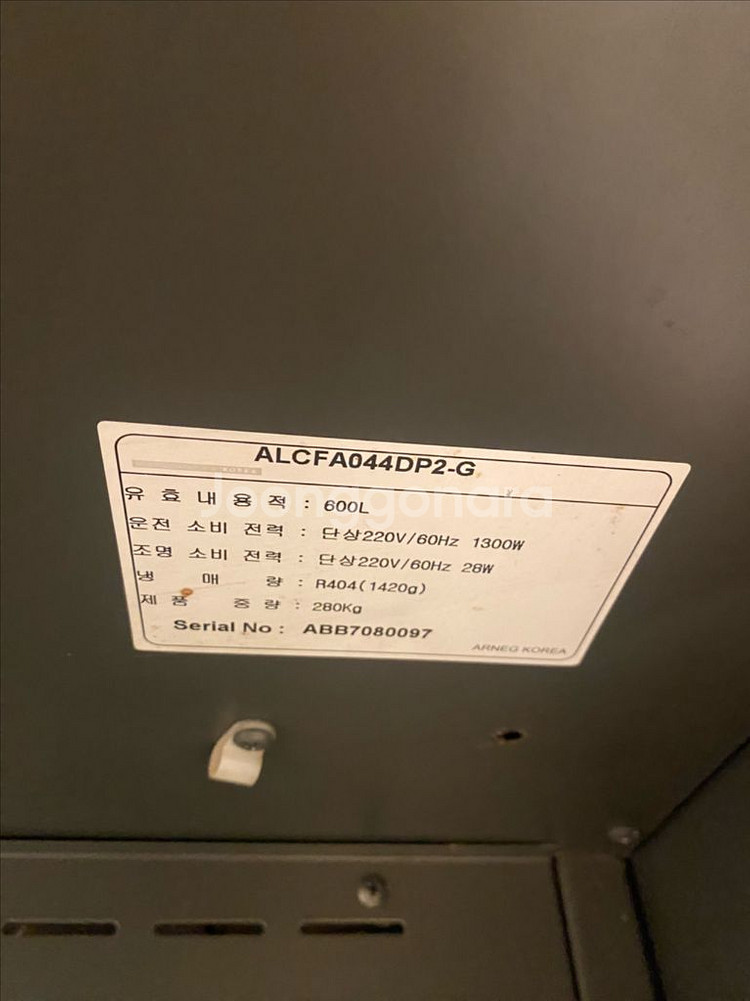 ALCFA044DP2-G
KOREA
유 효 내 용 적 : 600L
운전 소비 전력 : 단상220V/60Hz 1300W
조명 소비 전력 : 단상220V/60Hz 28W
냉 매 량 : R404(1420g)
제 품 중 량 : 280Kg
Serial No : ABB7080097
ARNEG KOREA
Joonggonara